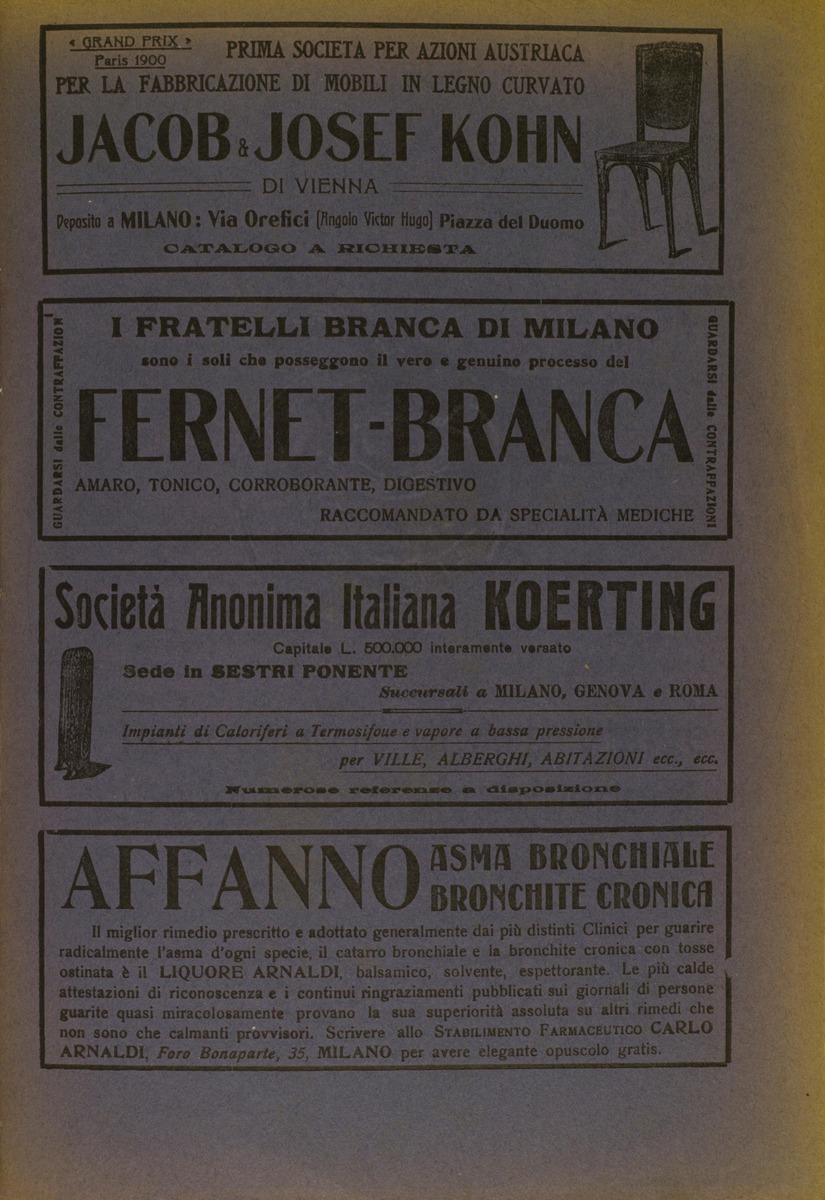 « GRAND PRIX »
Paris 1900
PRIMA SOCIETA PER AZIONI AUSTRIACA
PER LA FABBRICAZIONE DI MOBILI IN LEGNO CURVATO
JACOB & JOSEF KOHN
DI VIENNA
Deposito a MILANO: Via Orefici (Angolo Victor Hugo) Piazza del Duomo
CATALOGO A RICHIESTA
GUARDARSI dalle CONTRAFFAZIONI
I FRATELLI BRANCA DI MILANO
sono i soli che posseggono il vero e genuino processo del
FERNET-BRANCA
AMARO, TONICO, CORROBORANTE, DIGESTIVO
RACCOMANDATO DA SPECIALITÀ MEDICHE
GUARDARSI dalle CONTRAFFAZIONI
Società Anonima Italiana KOERTING
Capitale L. 500.000 interamente versato
Sede in SESTRI PONENTE
Succursali a MILANO, GENOVA e ROMA
Impianti di Caloriferi a Termosifoue e vapore a bassa pressione
per VILLE, ALBERGHI, ABITAZIONI ecc., ecc.
Numerose referenze a disposizione
AFFANNO ASMA BRONCHIALE
BRONCHITE CRONICA
Il miglior rimedio prescritto e adottato generalmente dai più distinti Clinici per guarire
radicalmente l'asma d'ogni specie, il catarro bronchiale e la bronchite cronica con tosse
ostinata è il LIQUORE ARNALDI, balsamico, solvente, espettorante. Le più calde
attestazioni di riconoscenza e i continui ringraziamenti pubblicati sui giornali di persone
guarite quasi miracolosamente provano la sua superiorità assoluta su altri rimedi che
non sono che calmanti provvisori. Scrivere allo STABILIMENTO FARMACEUTICO CARLO
ARNALDI, Foro Bonaparte, 35, MILANO per avere elegante opuscolo gratis.